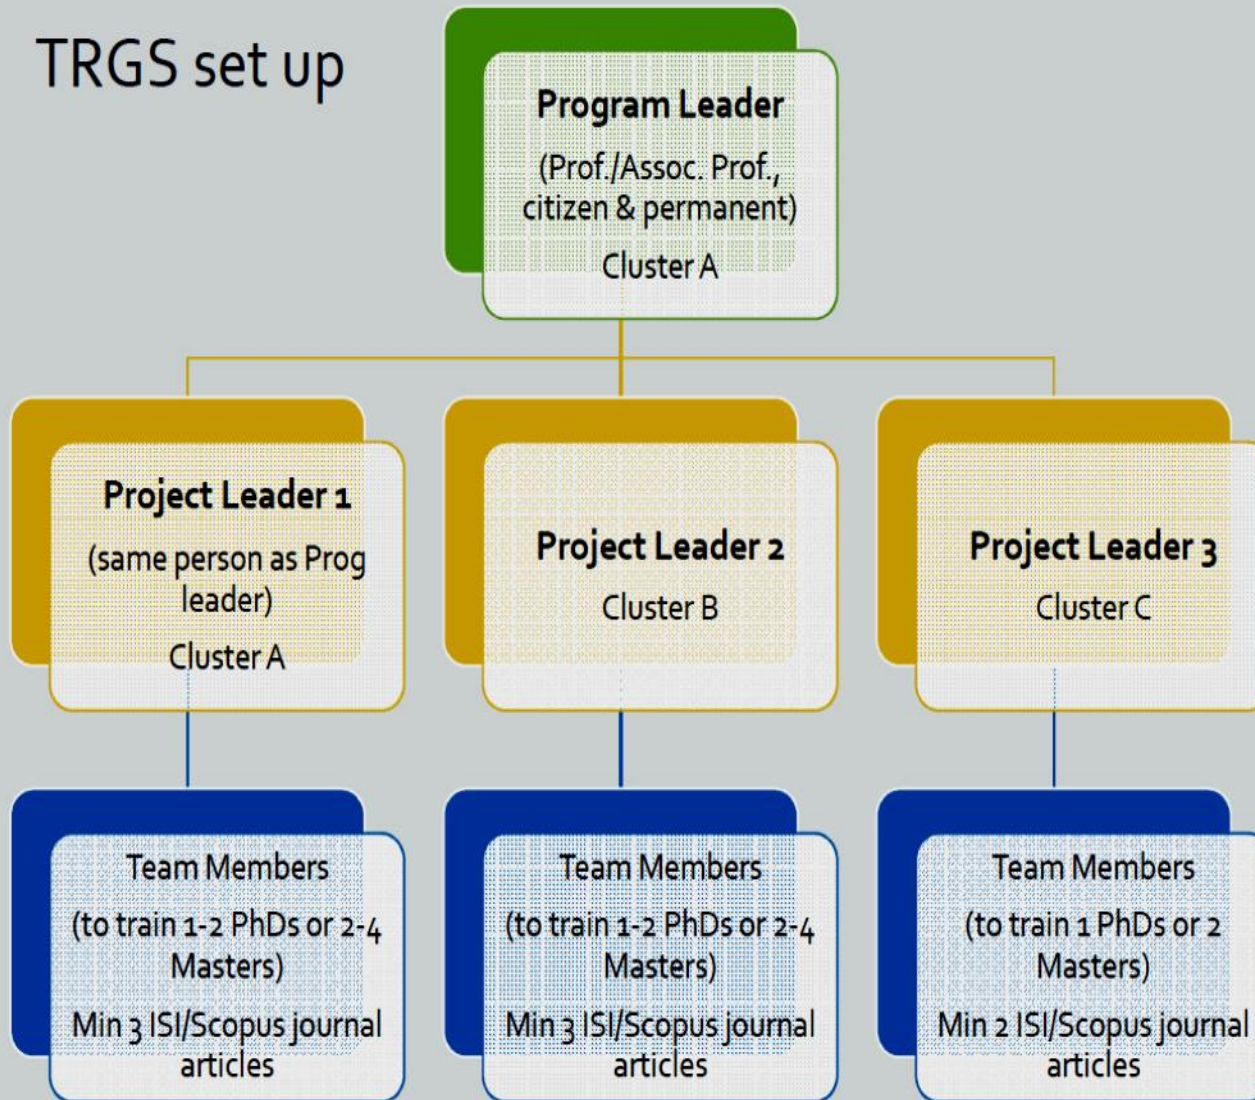 TRGS set up
Program Leader
(Prof./Assoc. Prof.,
citizen & permanent)
Cluster A
Project Leader 1
(same person as Prog
leader)
Cluster A
Project Leader 2
Cluster B
Project Leader 3
Cluster C
Team Members
(to train 1-2 PhDs or 2-4
Masters)
Min 3 ISI/Scopus journal
articles
Team Members
(to train 1-2 PhDs or 2-4
Masters)
Min 3 ISI/Scopus journal
articles
Team Members
(to train 1 PhDs or 2
Masters)
Min 2 ISI/Scopus journal
articles